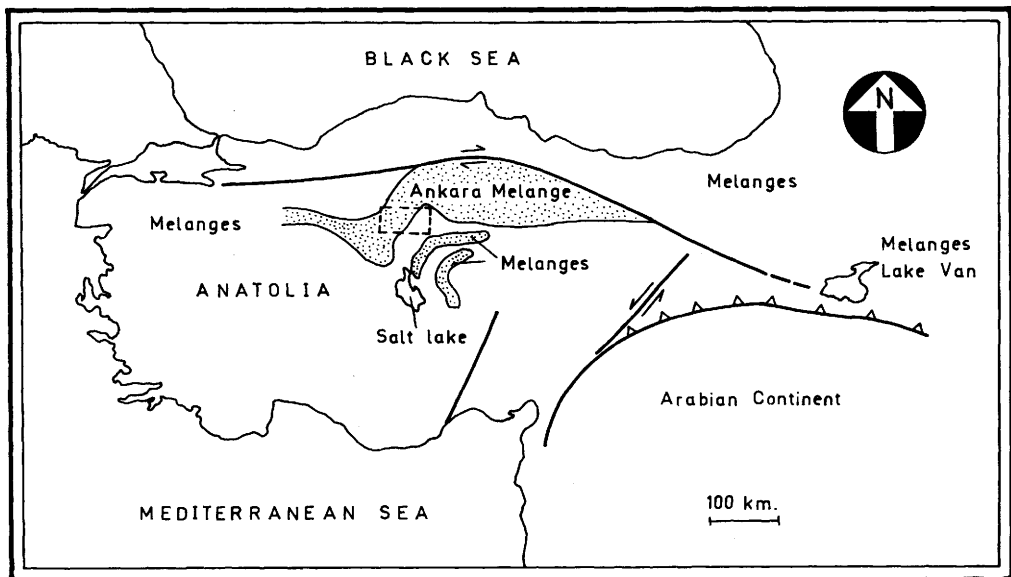 BLACK SEA
N
Ankara Melange
Melanges
Melanges
Melanges
Lake Van
Melanges
ANATOLIA
Salt lake
Arabian Continent
100 km.
MEDITERRANEAN SEA